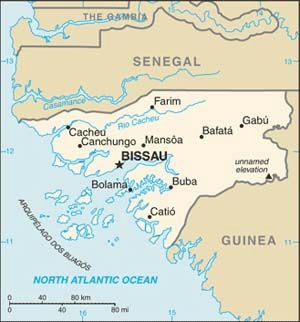 THE GAMBIA
SENEGAL
Casamance
Farim
Rio Cacheu
Cacheu
Canchungo
Mansôa
Bafatá
Gabú
BISSAU
unnamed
elevation
Bolama
Buba
Catió
ARQUIPÉLAGO DOS BIJAGÓS
GUINEA
NORTH ATLANTIC OCEAN
0 40 80 km
0 40 80 mi
16 15 14
12
12
11
11